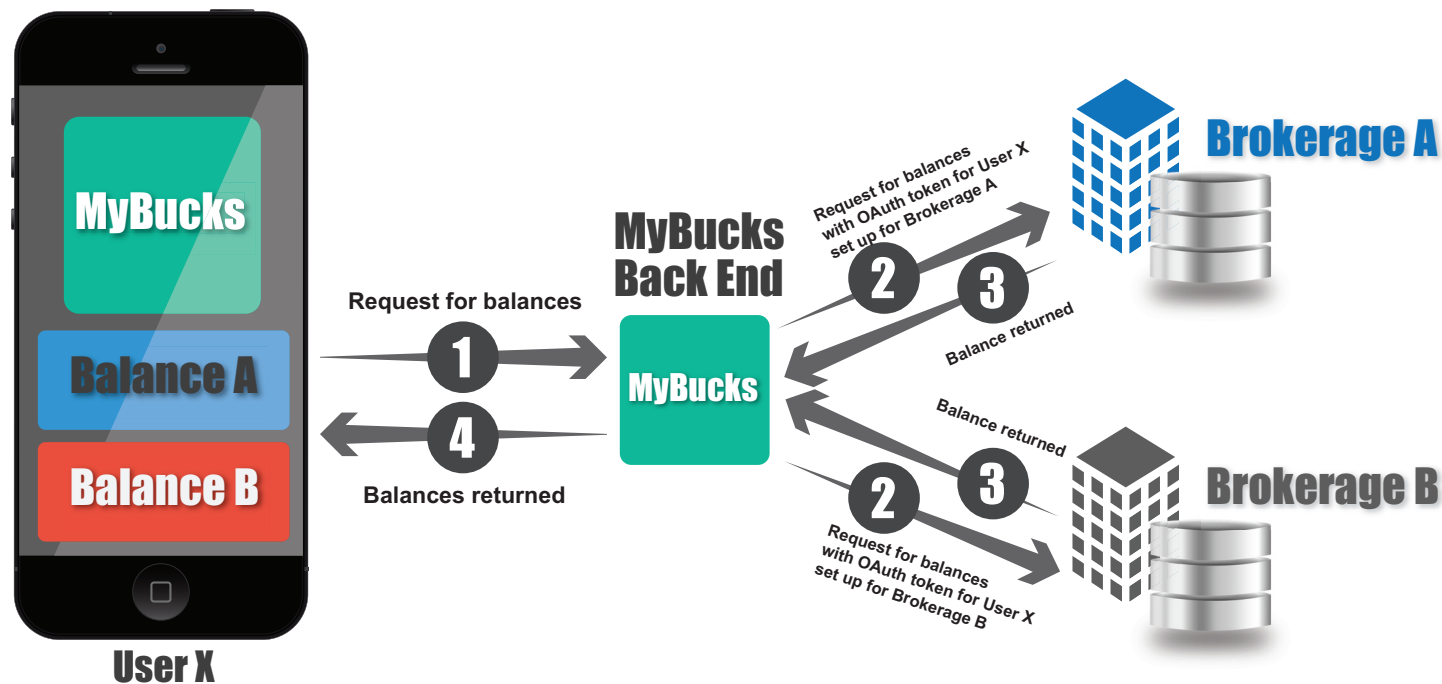 MyBucks
Balance A
Balance B
User X
Request for balances
1
4
Balances returned
MyBucks
Back End
MyBucks
Request for balances
with OAuth token for User X
set up for Brokerage A
2
3
Balance returned
Brokerage A
Balance returned
3
2
Request for balances
with OAuth token for User X
set up for Brokerage B
Brokerage B